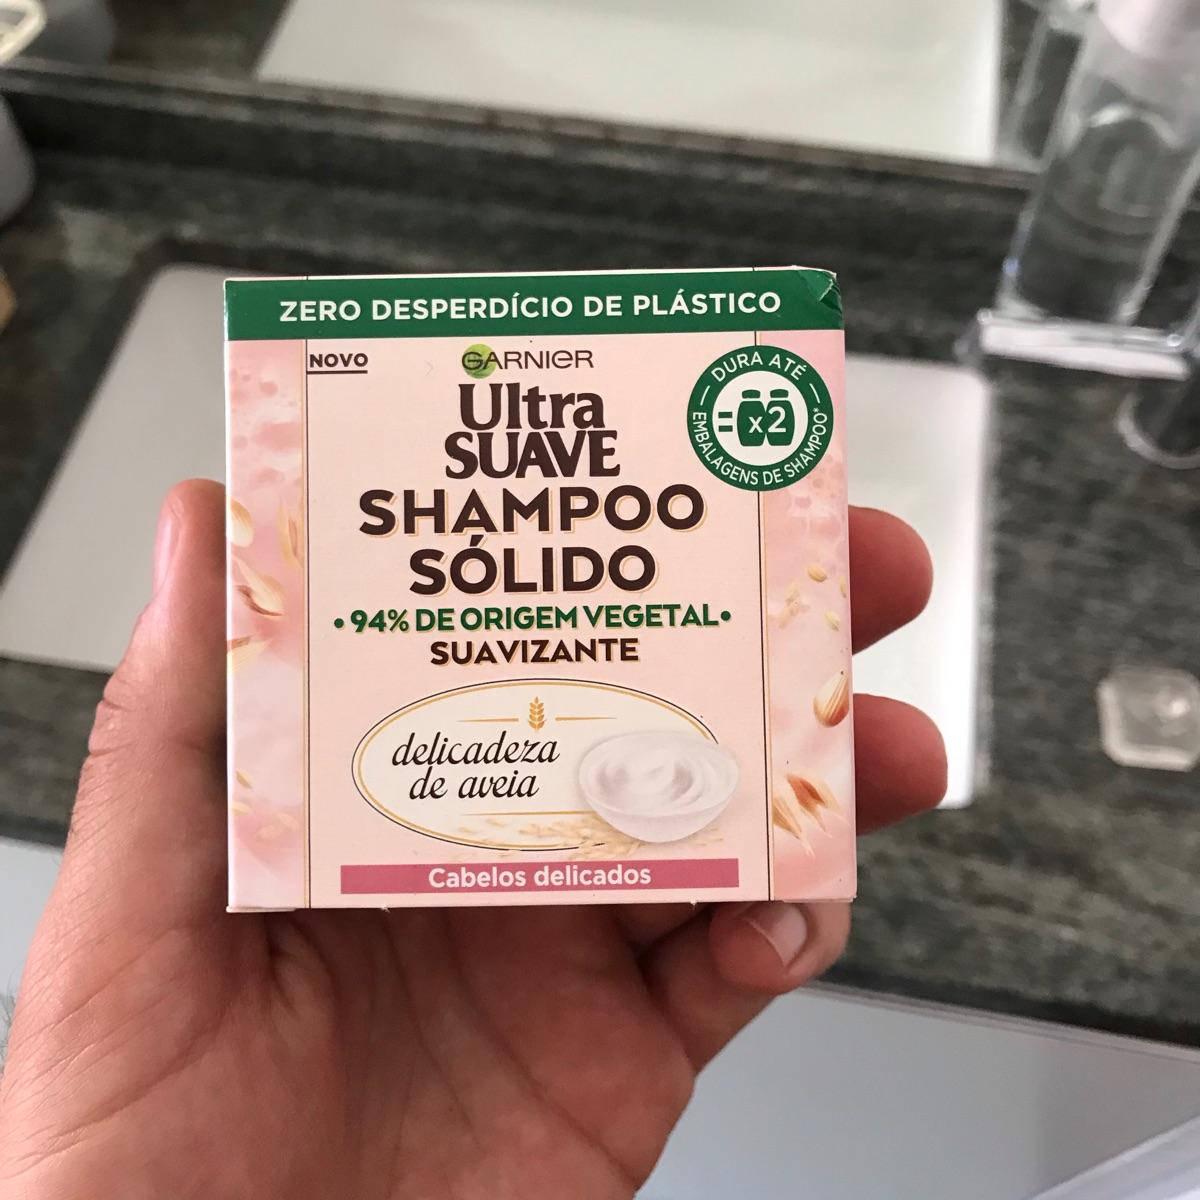 ZERO DESPERDÍCIO DE PLÁSTICO
NOVO
GARNIER
Ultra
SUAVE
SHAMPOO
SÓLIDO
• 94% DE ORIGEM VEGETAL •
SUAVIZANTE
DURA ATÉ
= x2
EMBALAGENS DE SHAMPOO*
delicadeza
de aveia
Cabelos delicados